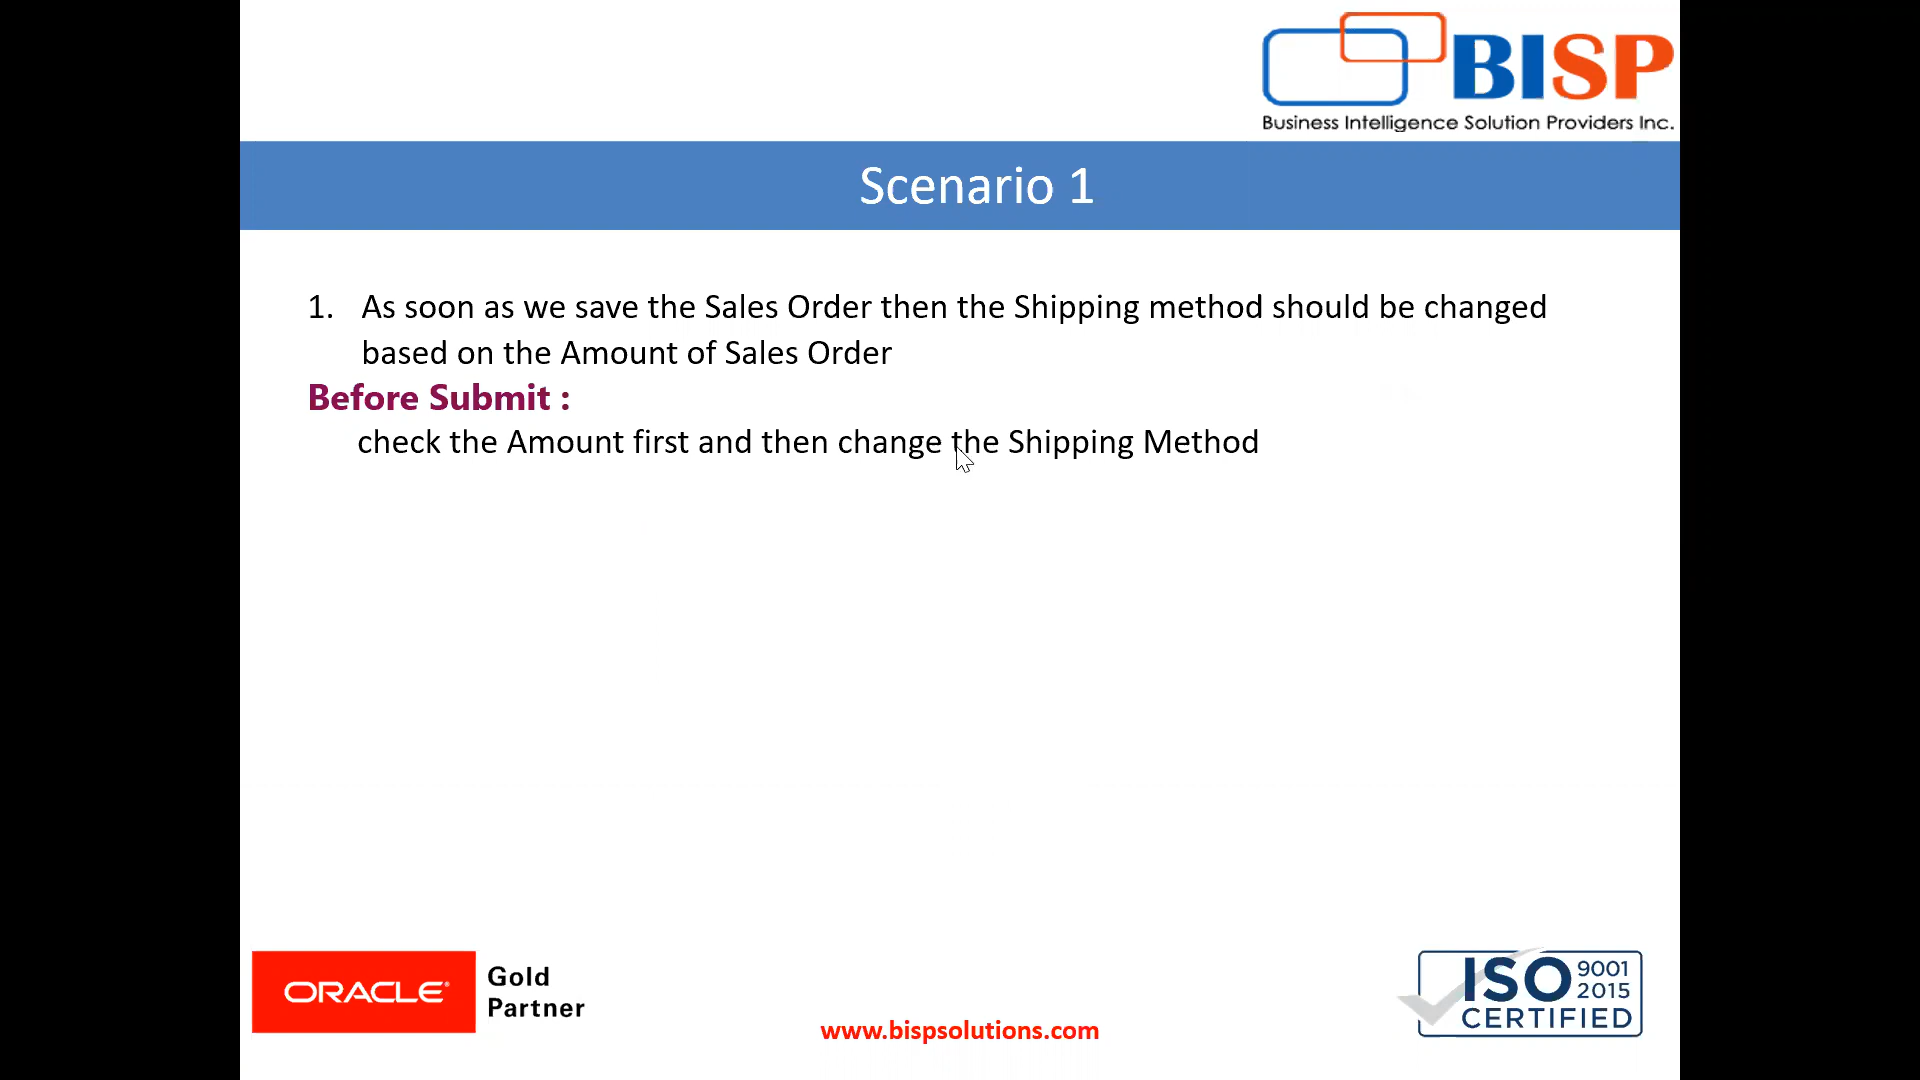 BISP
Business Intelligence Solution Providers Inc.
Scenario 1
1. As soon as we save the Sales Order then the Shipping method should be changed
based on the Amount of Sales Order
Before Submit :
check the Amount first and then change the Shipping Method
ORACLE® Gold
Partner
www.bispsolutions.com
ISO 9001
2015
CERTIFIED